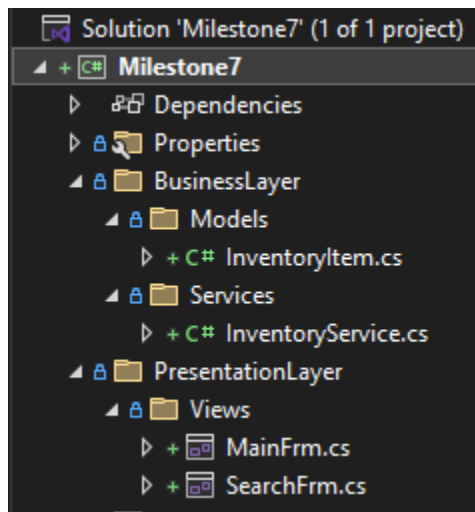 Solution 'Milestone7' (1 of 1 project)
C# Milestone7
Dependencies
Properties
BusinessLayer
Models
C# InventoryItem.cs
Services
C# InventoryService.cs
PresentationLayer
Views
MainFrm.cs
SearchFrm.cs